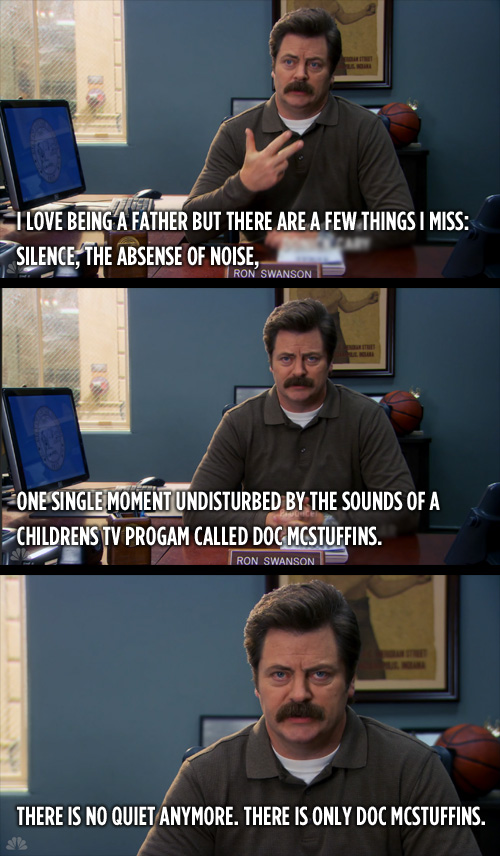 I LOVE BEING A FATHER BUT THERE ARE A FEW THINGS I MISS:
SILENCE, THE ABSENSE OF NOISE,
RON SWANSON
ONE SINGLE MOMENT UNDISTURBED BY THE SOUNDS OF A
CHILDRENS TV PROGAM CALLED DOC MCSTUFFINS.
RON SWANSON
THERE IS NO QUIET ANYMORE. THERE IS ONLY DOC MCSTUFFINS.